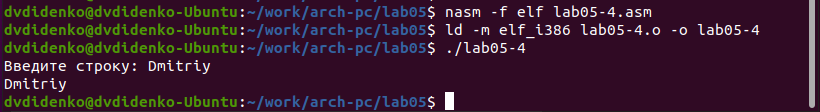 dvdidenko@dvdidenko-Ubuntu:~/work/arch-pc/lab05$ nasm -f elf lab05-4.asm
dvdidenko@dvdidenko-Ubuntu:~/work/arch-pc/lab05$ ld -m elf_i386 lab05-4.o -o lab05-4
dvdidenko@dvdidenko-Ubuntu:~/work/arch-pc/lab05$ ./lab05-4
Введите строку: Dmitriy
Dmitriy
dvdidenko@dvdidenko-Ubuntu:~/work/arch-pc/lab05$